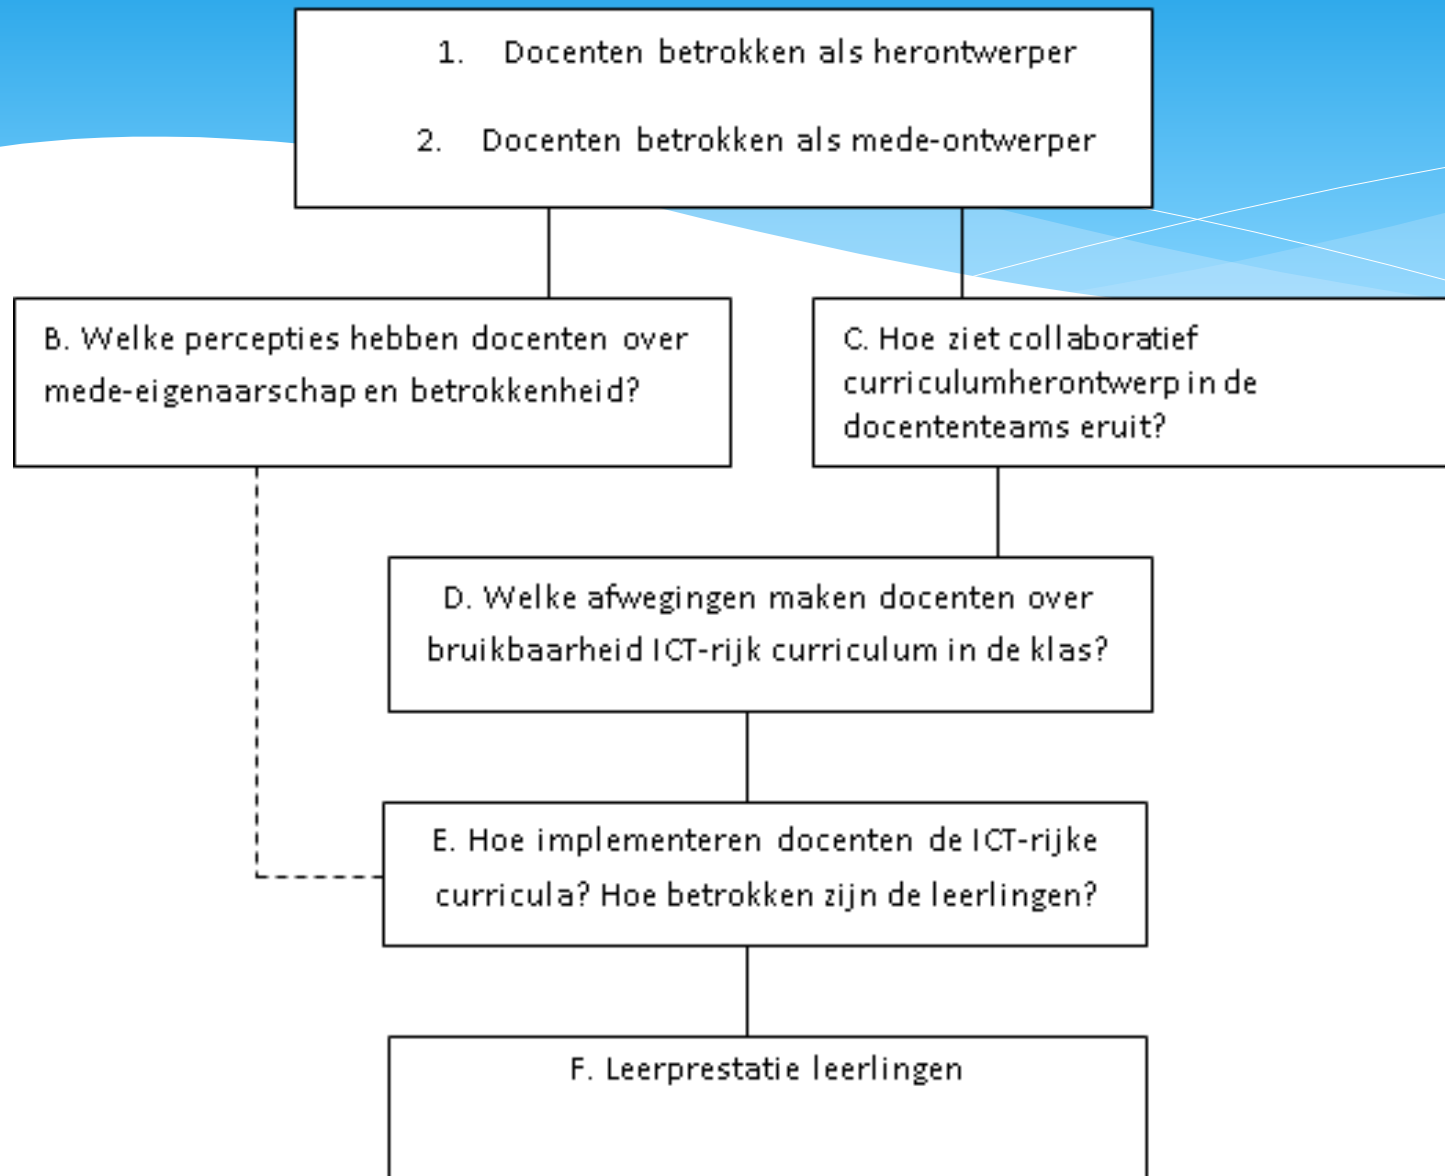 1. Docenten betrokken als herontwerper
2. Docenten betrokken als mede-ontwerper
B. Welke percepties hebben docenten over
mede-eigenaarschap en betrokkenheid?
C. Hoe ziet collaboratief
curriculumherontwerp in de
docententeams eruit?
D. Welke afwegingen maken docenten over
bruikbaarheid ICT-rijk curriculum in de klas?
E. Hoe implementeren docenten de ICT-rijke
curricula? Hoe betrokken zijn de leerlingen?
F. Leerprestatie leerlingen